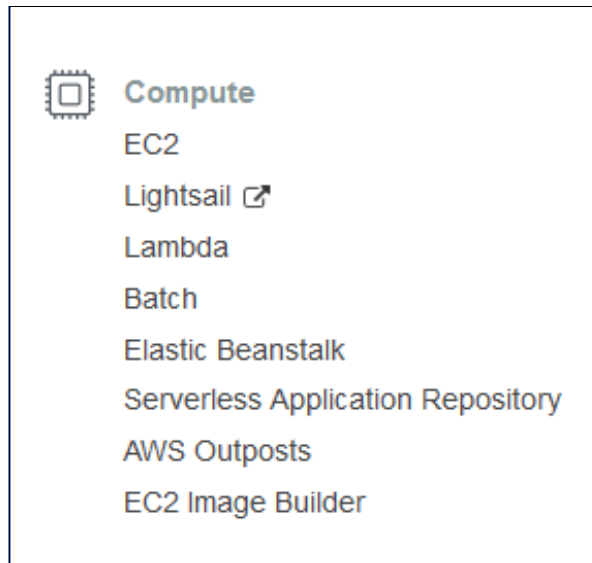 Compute
EC2
Lightsail
Lambda
Batch
Elastic Beanstalk
Serverless Application Repository
AWS Outposts
EC2 Image Builder